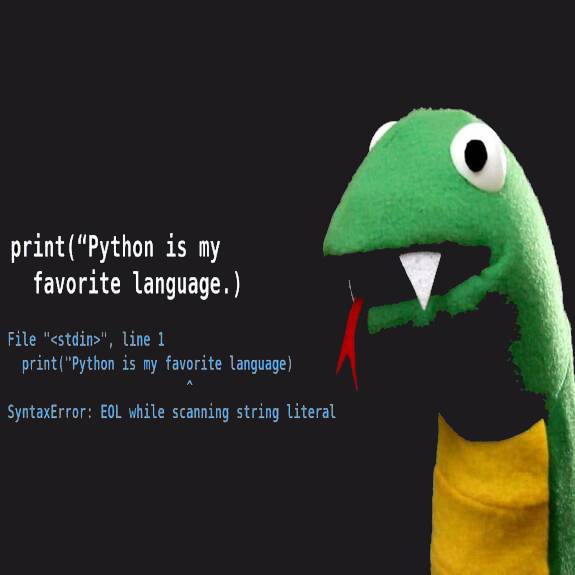 print(“Python is my
favorite language.)
File "<stdin>", line 1
print("Python is my favorite language)
^
SyntaxError: EOL while scanning string literal